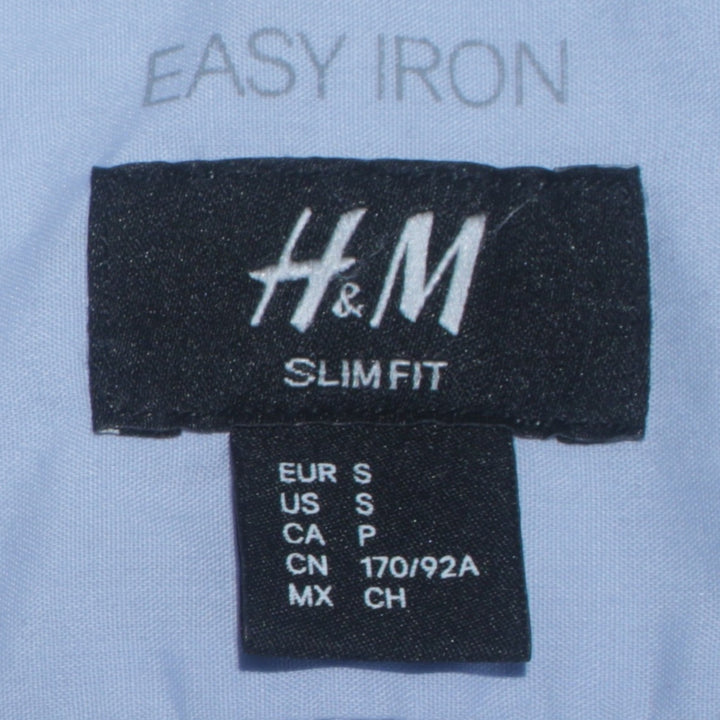 EASY IRON
H&M
SLIM FIT
EUR S
US S
CA P
CN 170/92A
MX CH